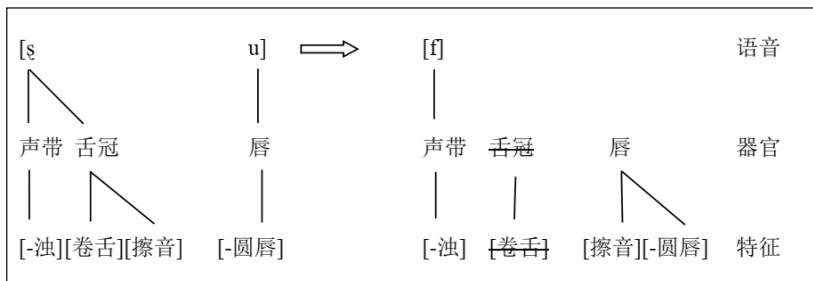 [ʂ u] ⇒ [f] 语音
声带 舌冠 唇 声带 舌冠 唇 器官
[-浊][卷舌][擦音] [-圆唇] [-浊] [卷舌] [擦音][-圆唇] 特征